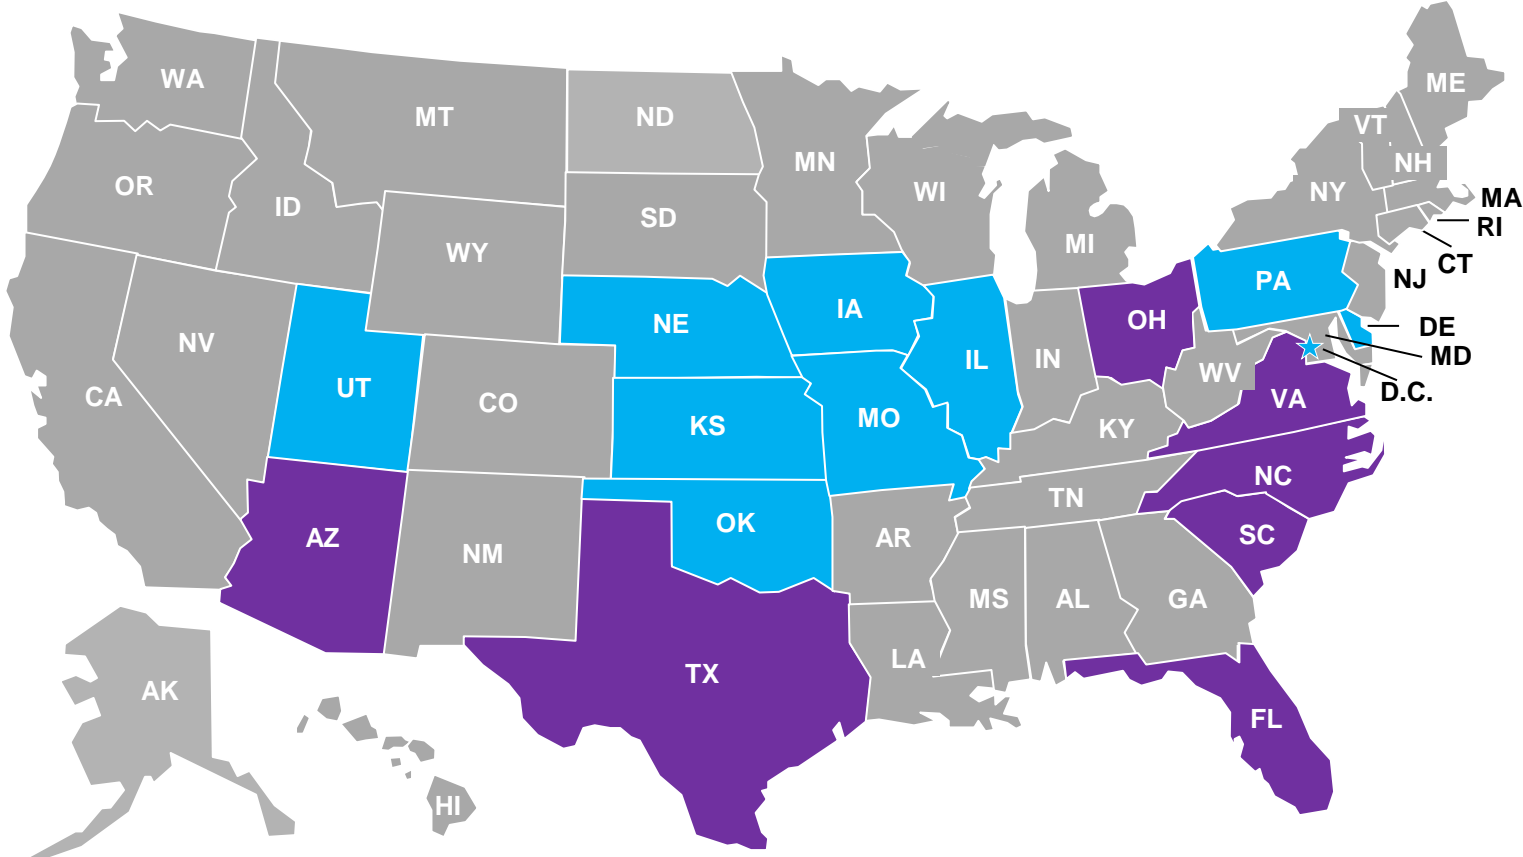 WA
MT
ND
MN
OR
ID
WY
SD
WI
MI
ME
VT
NH
NY
MA
RI
CT
NJ
PA
NV
UT
NE
IA
IL
IN
OH
DE
MD
D.C.
CA
CO
KS
MO
KY
WV
VA
AZ
NM
OK
AR
TN
NC
SC
TX
LA
MS
AL
GA
FL
AK
HI